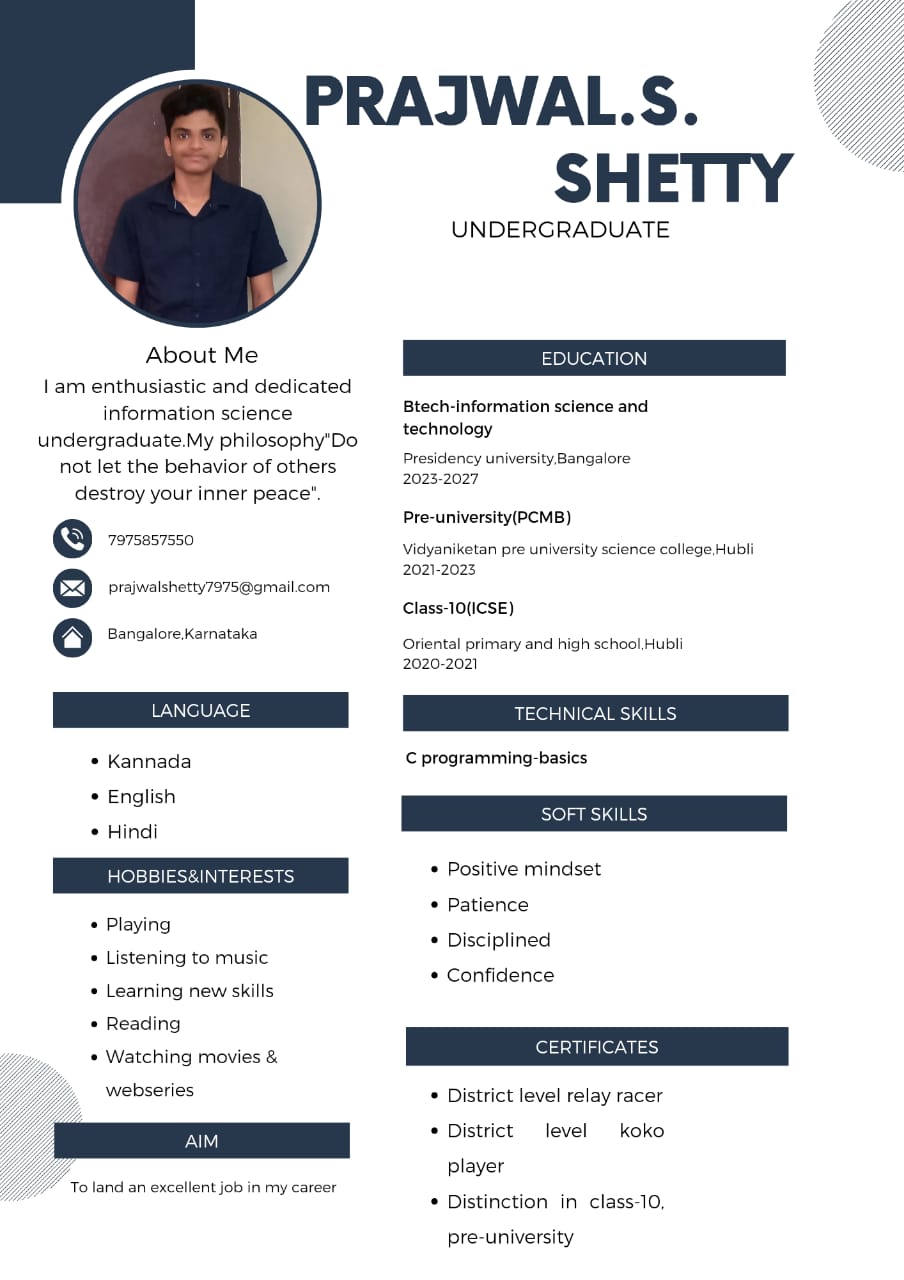 PRAJWAL.S.
SHETTY
UNDERGRADUATE
About Me
I am enthusiastic and dedicated
information science
undergraduate.My philosophy"Do
not let the behavior of others
destroy your inner peace".
7975857550
prajwalshetty7975@gmail.com
Bangalore,Karnataka
LANGUAGE
Kannada
English
Hindi
HOBBIES&INTERESTS
Playing
Listening to music
Learning new skills
Reading
Watching movies &
webseries
AIM
To land an excellent job in my career
EDUCATION
Btech-information science and
technology
Presidency university,Bangalore
2023-2027
Pre-university(PCMB)
Vidyaniketan pre university science college,Hubli
2021-2023
Class-10(ICSE)
Oriental primary and high school,Hubli
2020-2021
TECHNICAL SKILLS
C programming-basics
SOFT SKILLS
Positive mindset
Patience
Disciplined
Confidence
CERTIFICATES
District level relay racer
District level koko
player
Distinction in class-10,
pre-university